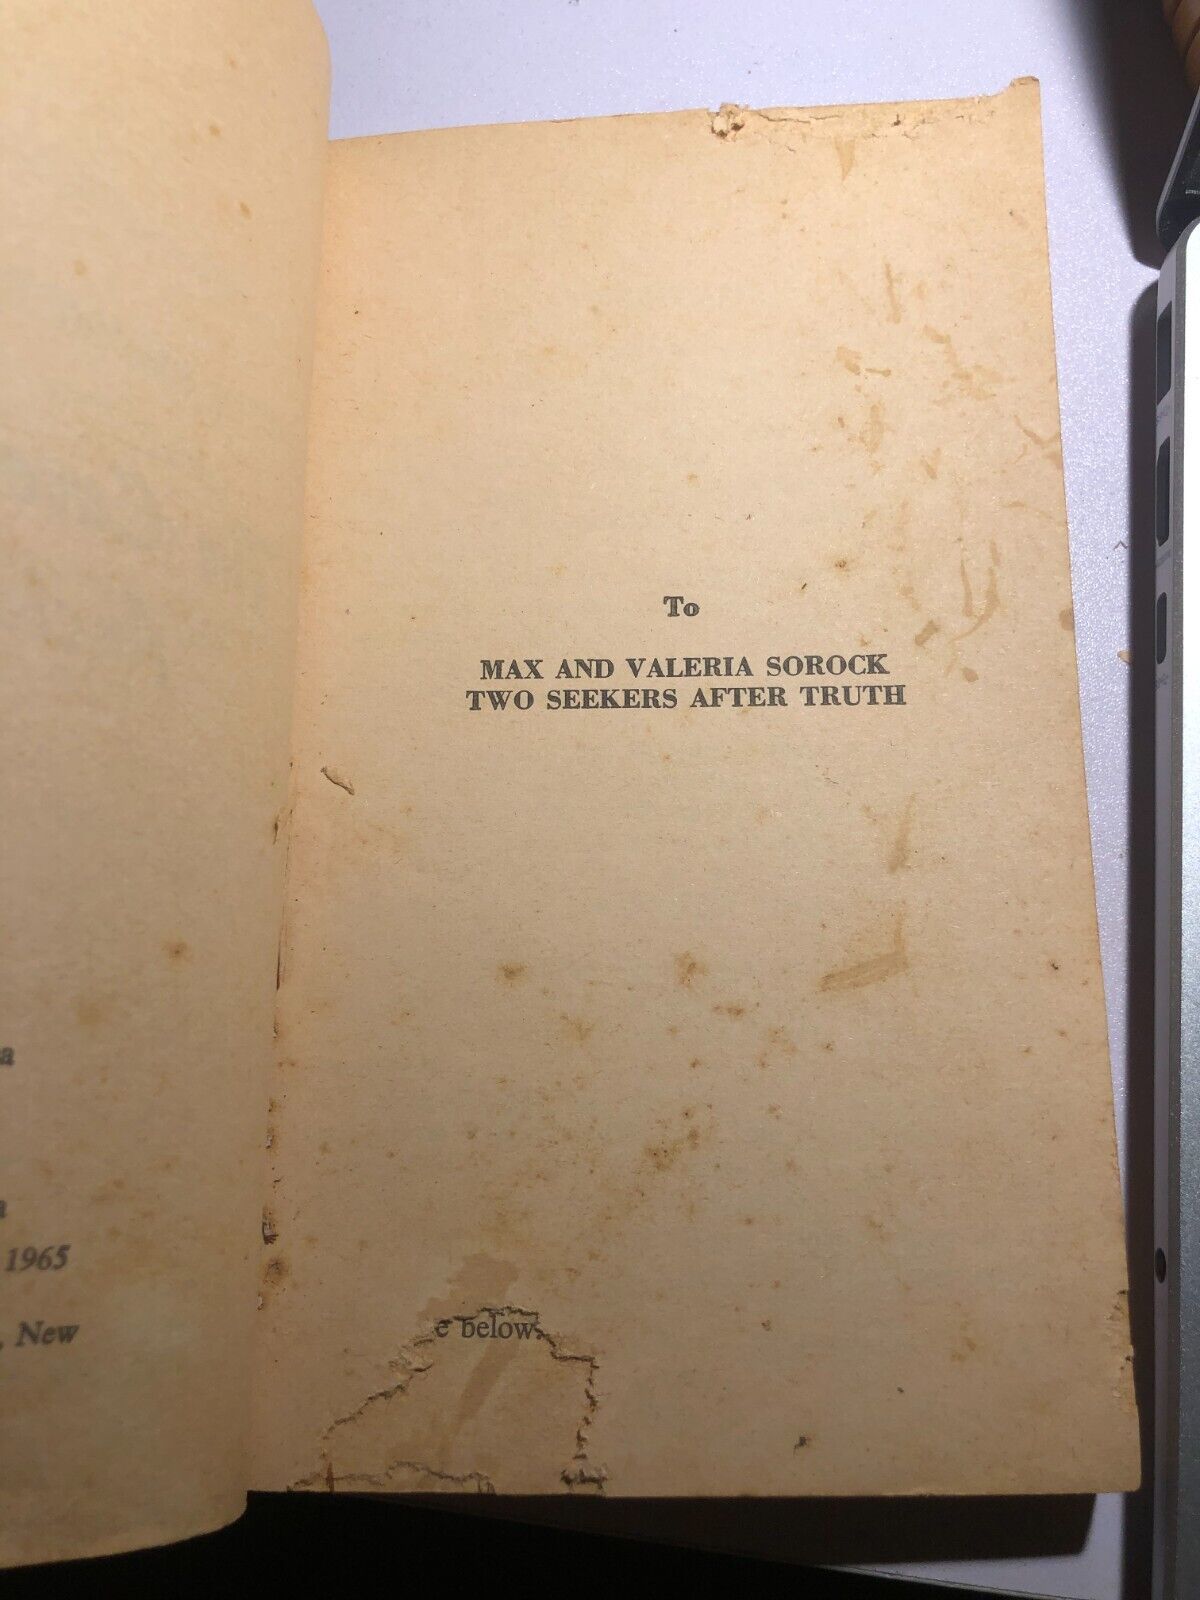 a
1965
, New
To
MAX AND VALERIA SOROCK
TWO SEEKERS AFTER TRUTH
e below.